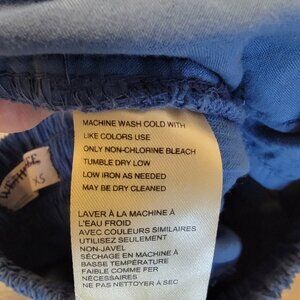 MACHINE WASH COLD WITH
LIKE COLORS USE
ONLY NON-CHLORINE BLEACH
TUMBLE DRY LOW
LOW IRON AS NEEDED
MAY BE DRY CLEANED
LAVER À LA MACHINE À
L'EAU FROID
AVEC COULEURS SIMILAIRES
UTILISEZ SEULEMENT
NON-JAVEL
SÉCHAGE EN MACHINE À
BASSE TEMPÉRATURE
FAIBLE COMME FER
NÉCESSAIRE
NE PAS NETTOYER À SEC
XS